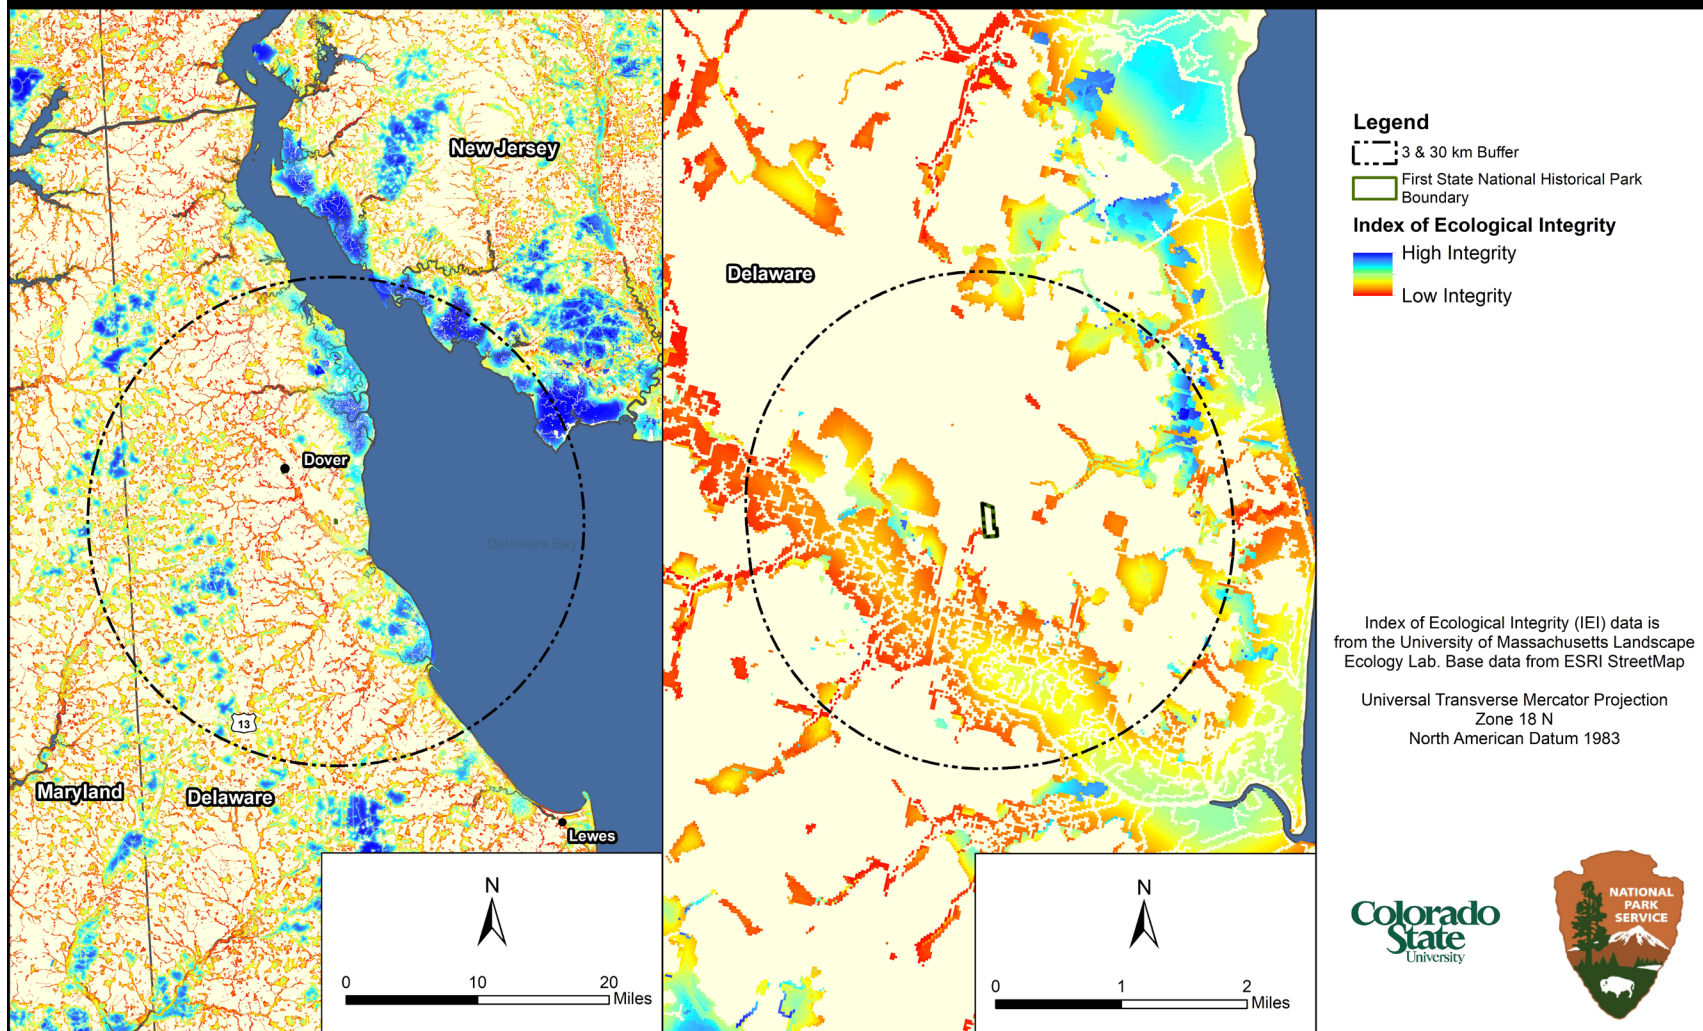 New Jersey
Delaware Bay
Dover
13
Maryland
Delaware
Lewes
N
0 10 20
Miles
Delaware
N
0 1 2
Miles
Legend
3 & 30 km Buffer
First State National Historical Park
Boundary
Index of Ecological Integrity
High Integrity
Low Integrity
Index of Ecological Integrity (IEI) data is
from the University of Massachusetts Landscape
Ecology Lab. Base data from ESRI StreetMap
Universal Transverse Mercator Projection
Zone 18 N
North American Datum 1983
Colorado
State
University
NATIONAL
PARK
SERVICE